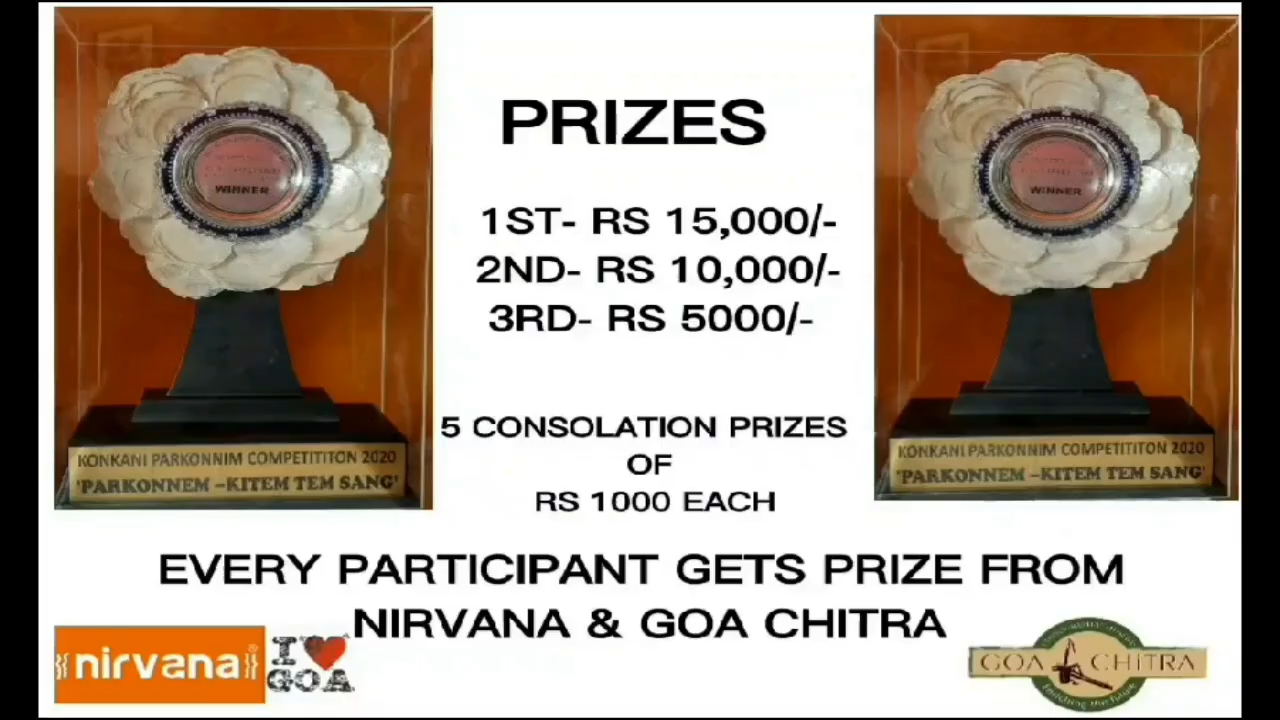 PRIZES
1ST- RS 15,000/-
2ND- RS 10,000/-
3RD- RS 5000/-
5 CONSOLATION PRIZES
OF
RS 1000 EACH
WINNER
KONKANI PARKONNIM COMPETITITON 2020
'PARKONNEM –KITEM TEM SANG'
WINNER
KONKANI PARKONNIM COMPETITITON 2020
'PARKONNEM –KITEM TEM SANG'
EVERY PARTICIPANT GETS PRIZE FROM
NIRVANA & GOA CHITRA
nirvana
I
GOA
GOA CHITRA